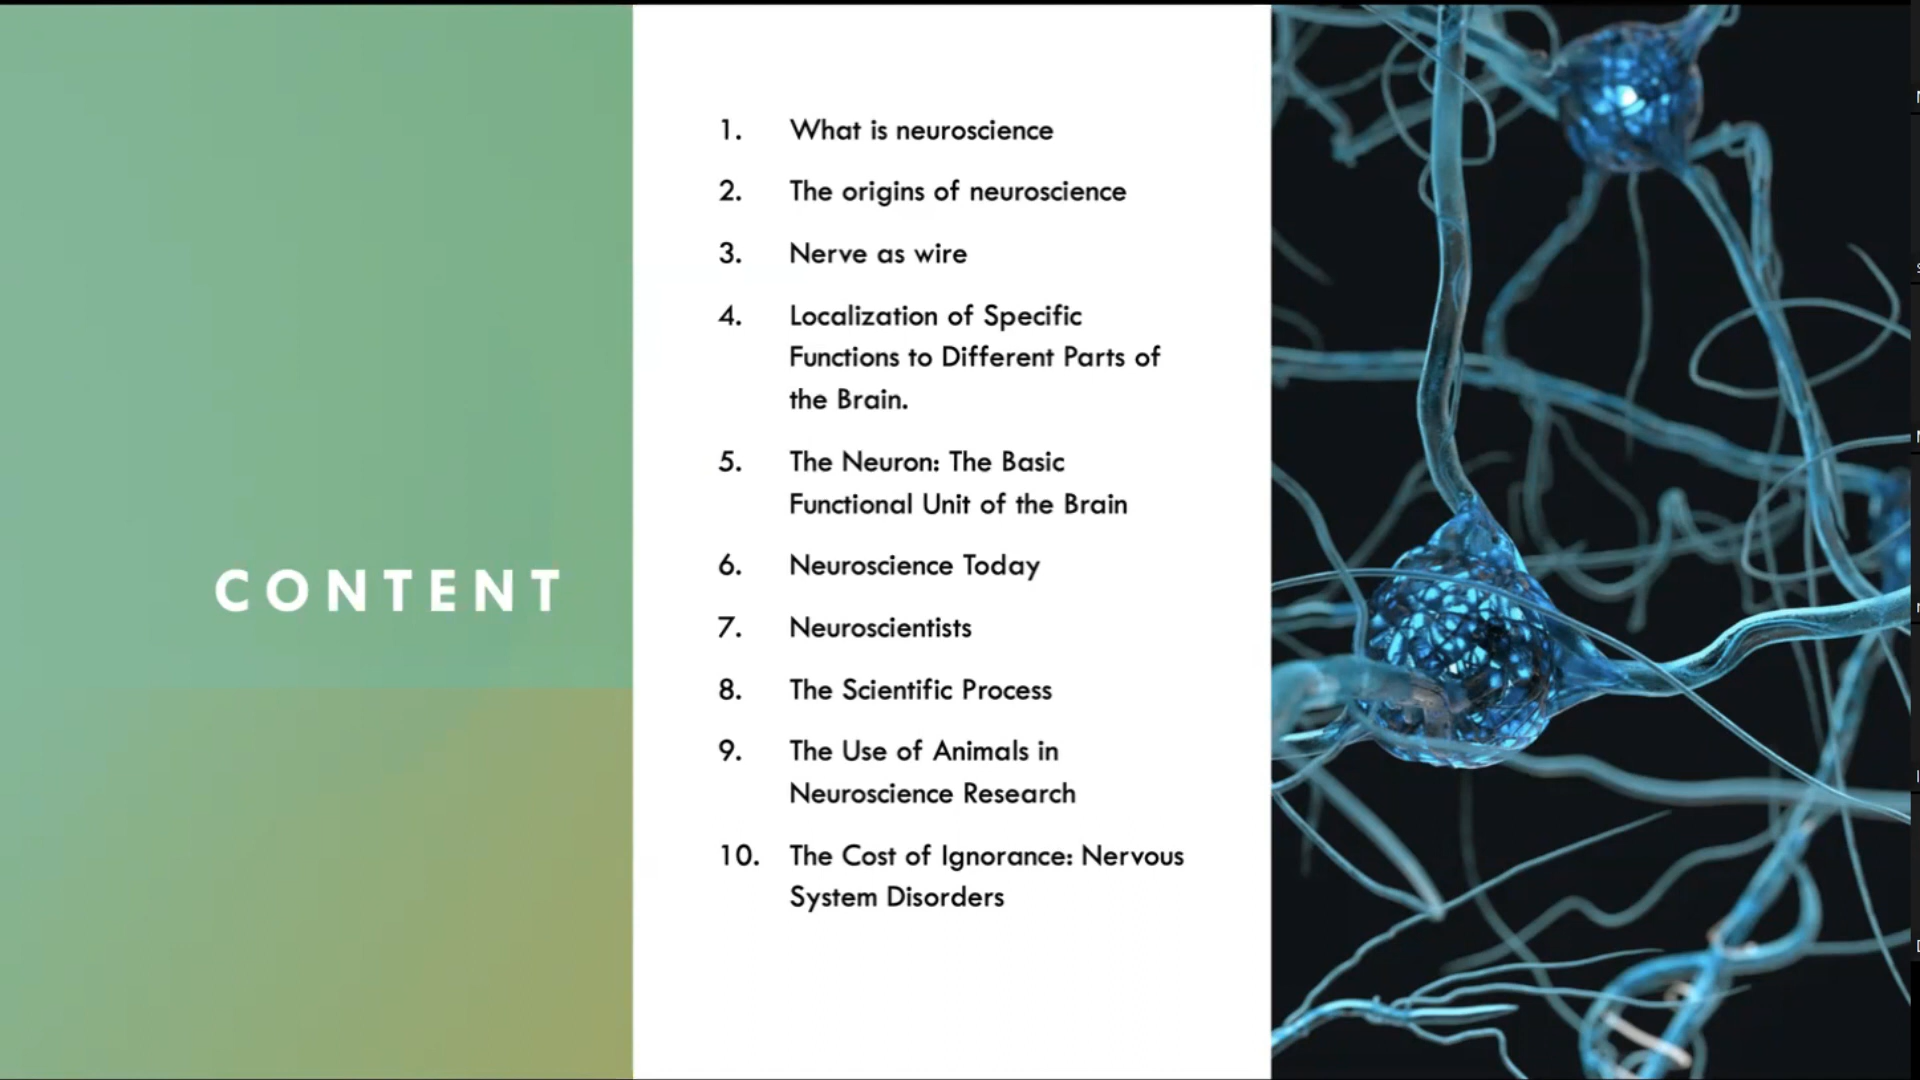 CONTENT
1. What is neuroscience
2. The origins of neuroscience
3. Nerve as wire
4. Localization of Specific
Functions to Different Parts of
the Brain.
5. The Neuron: The Basic
Functional Unit of the Brain
6. Neuroscience Today
7. Neuroscientists
8. The Scientific Process
9. The Use of Animals in
Neuroscience Research
10. The Cost of Ignorance: Nervous
System Disorders